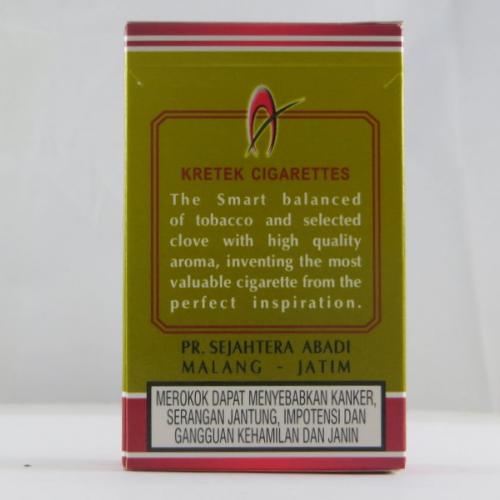 KRETEK CIGARETTES
The Smart balanced
of tobacco and selected
clove with high quality
aroma, inventing the most
valuable cigarette from the
perfect inspiration.
PR. SEJAHTERA ABADI
MALANG - JATIM
MEROKOK DAPAT MENYEBABKAN KANKER,
SERANGAN JANTUNG, IMPOTENSI DAN
GANGGUAN KEHAMILAN DAN JANIN